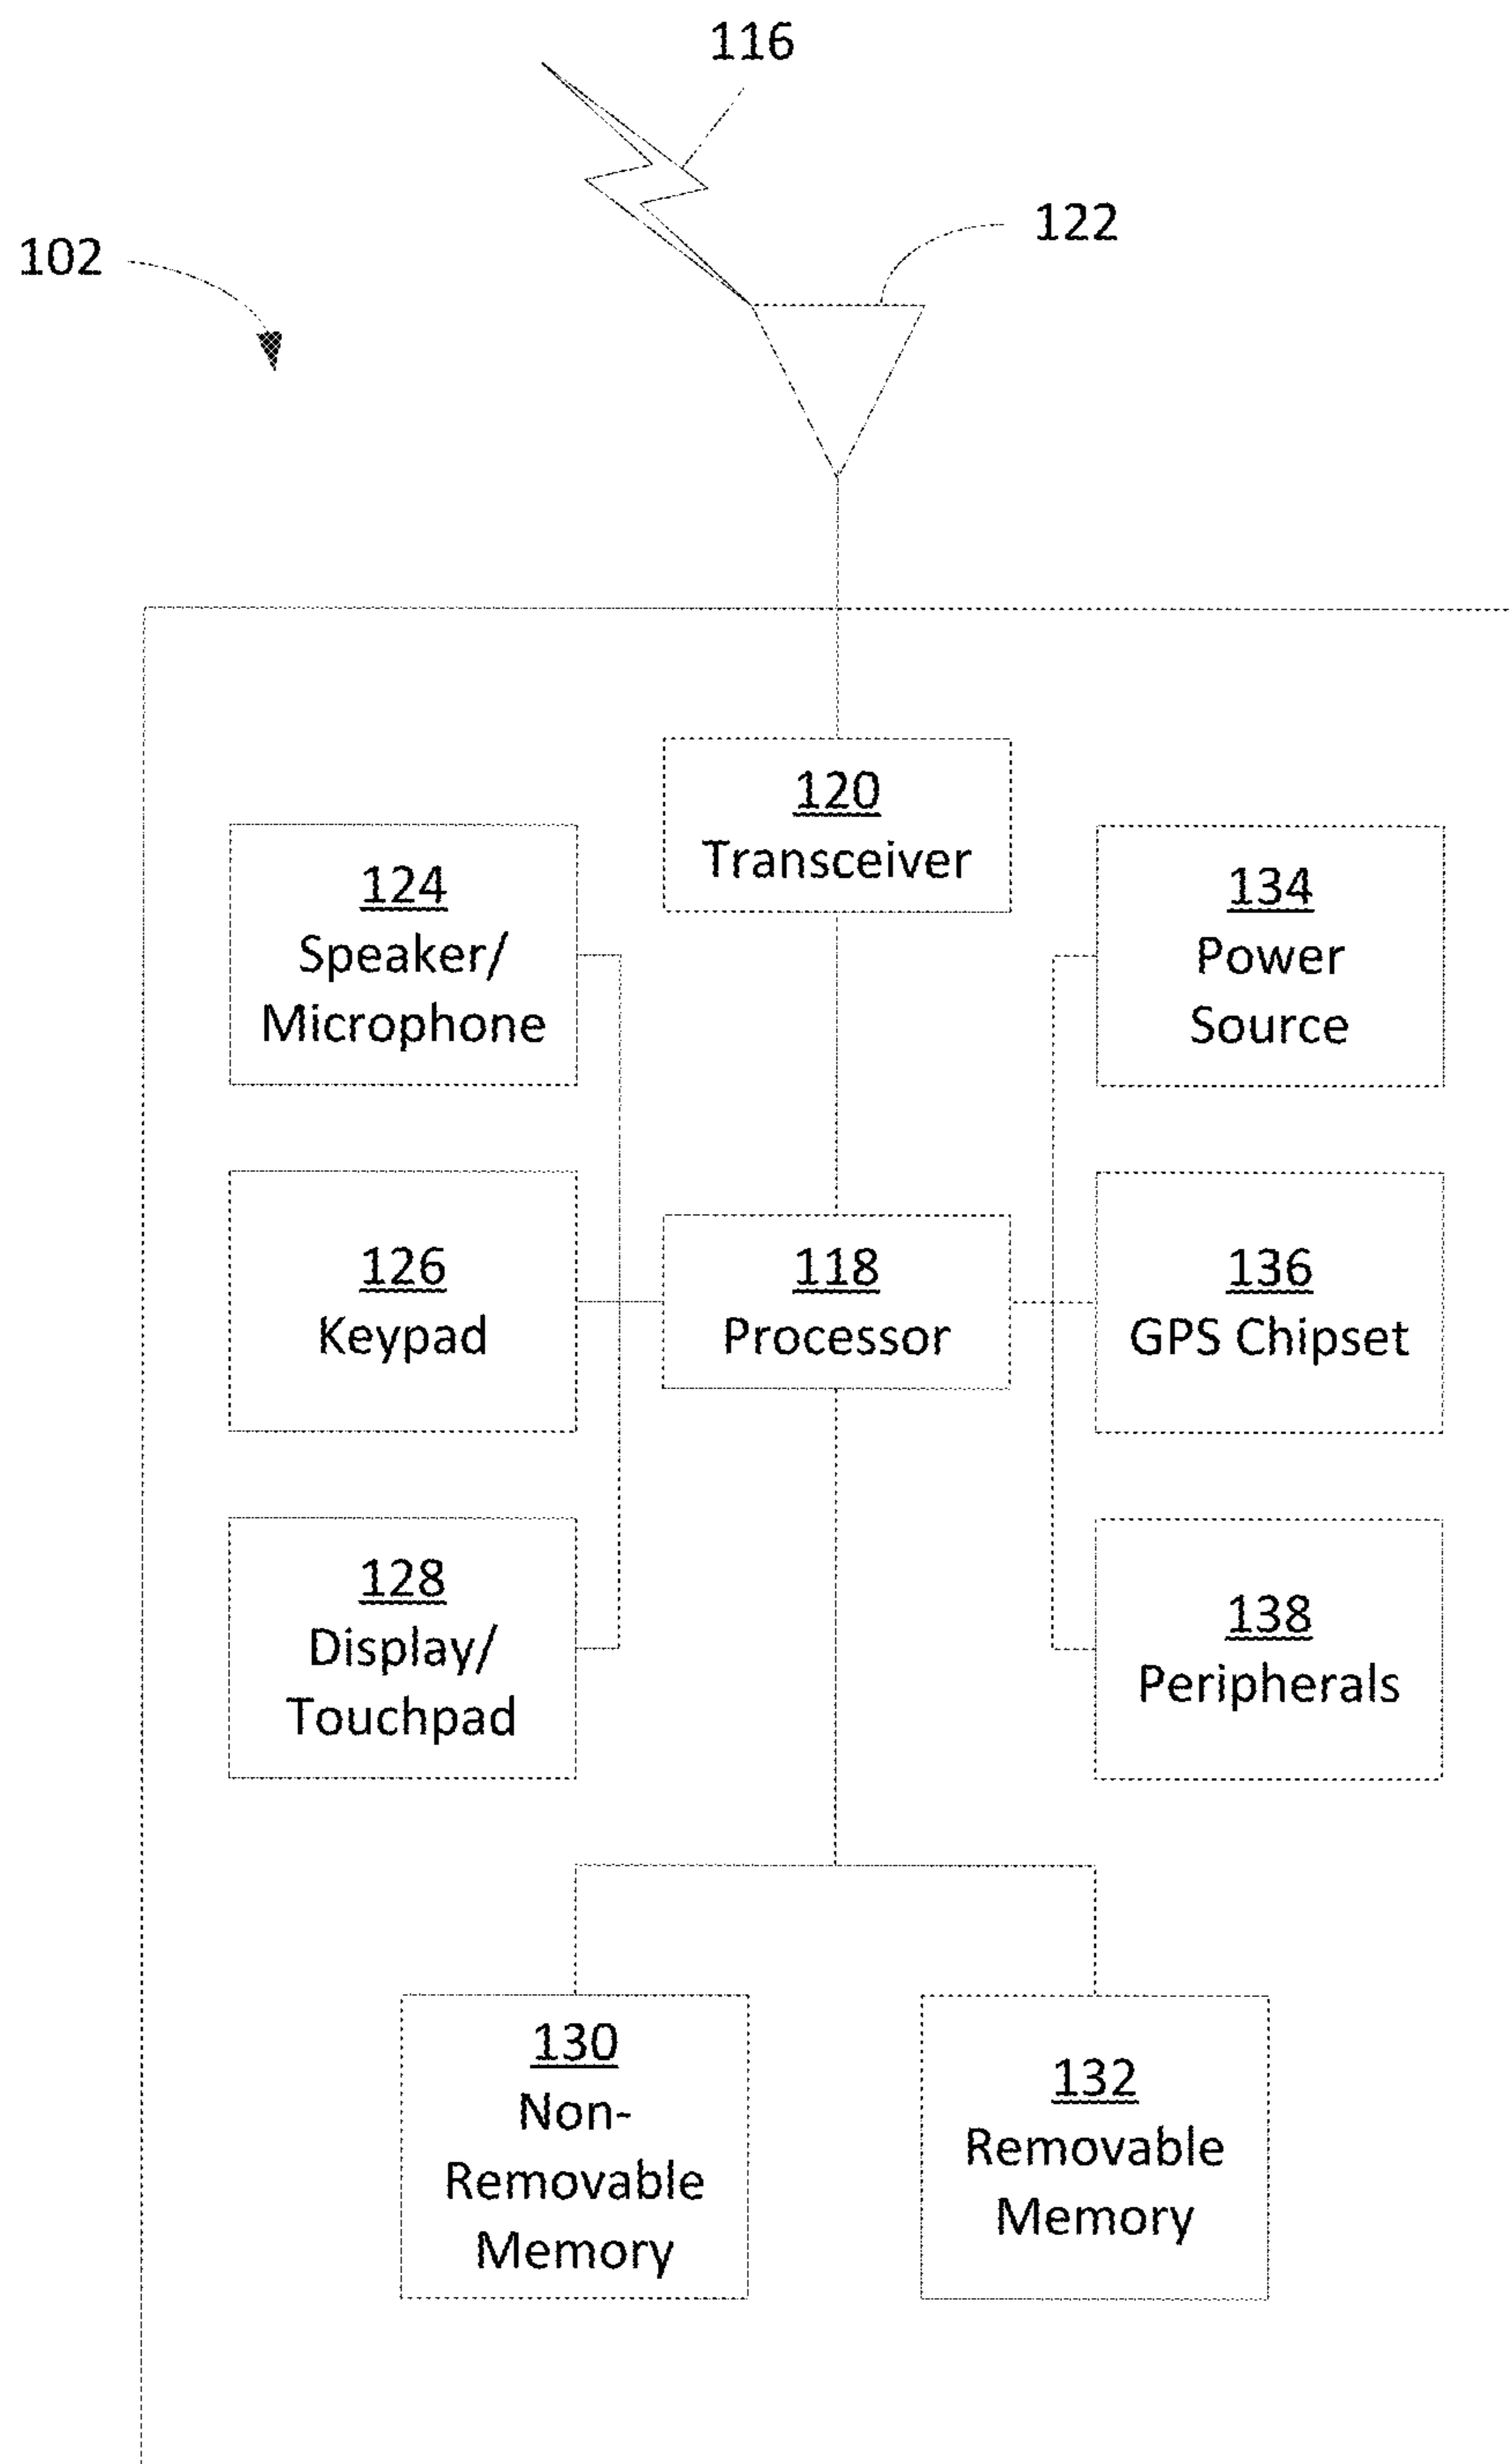 116
122
102
120
Transceiver
124
Speaker/
Microphone
134
Power
Source
126
Keypad
118
Processor
136
GPS Chipset
128
Display/
Touchpad
138
Peripherals
130
Non-
Removable
Memory
132
Removable
Memory